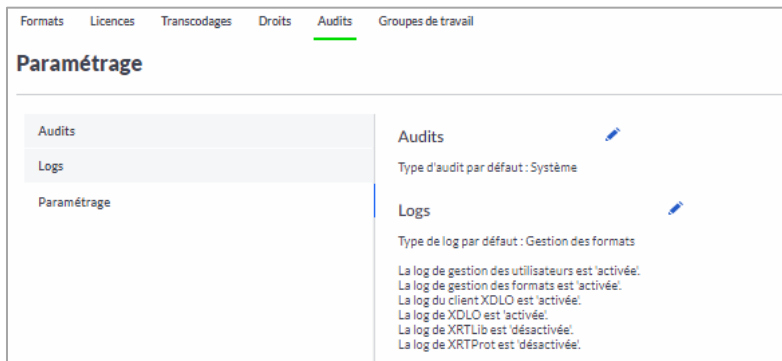 Formats Licences Transcodages Droits Audits Groupes de travail
Paramétrage
Audits
Logs
Paramétrage
Audits
Type d'audit par défaut : Système
Logs
Type de log par défaut : Gestion des formats
La log de gestion des utilisateurs est 'activée'.
La log de gestion des formats est 'activée'.
La log du client XDLO est 'activée'.
La log de XDLO est 'activée'.
La log de XRTLib est 'désactivée'.
La log de XRTProt est 'désactivée'.